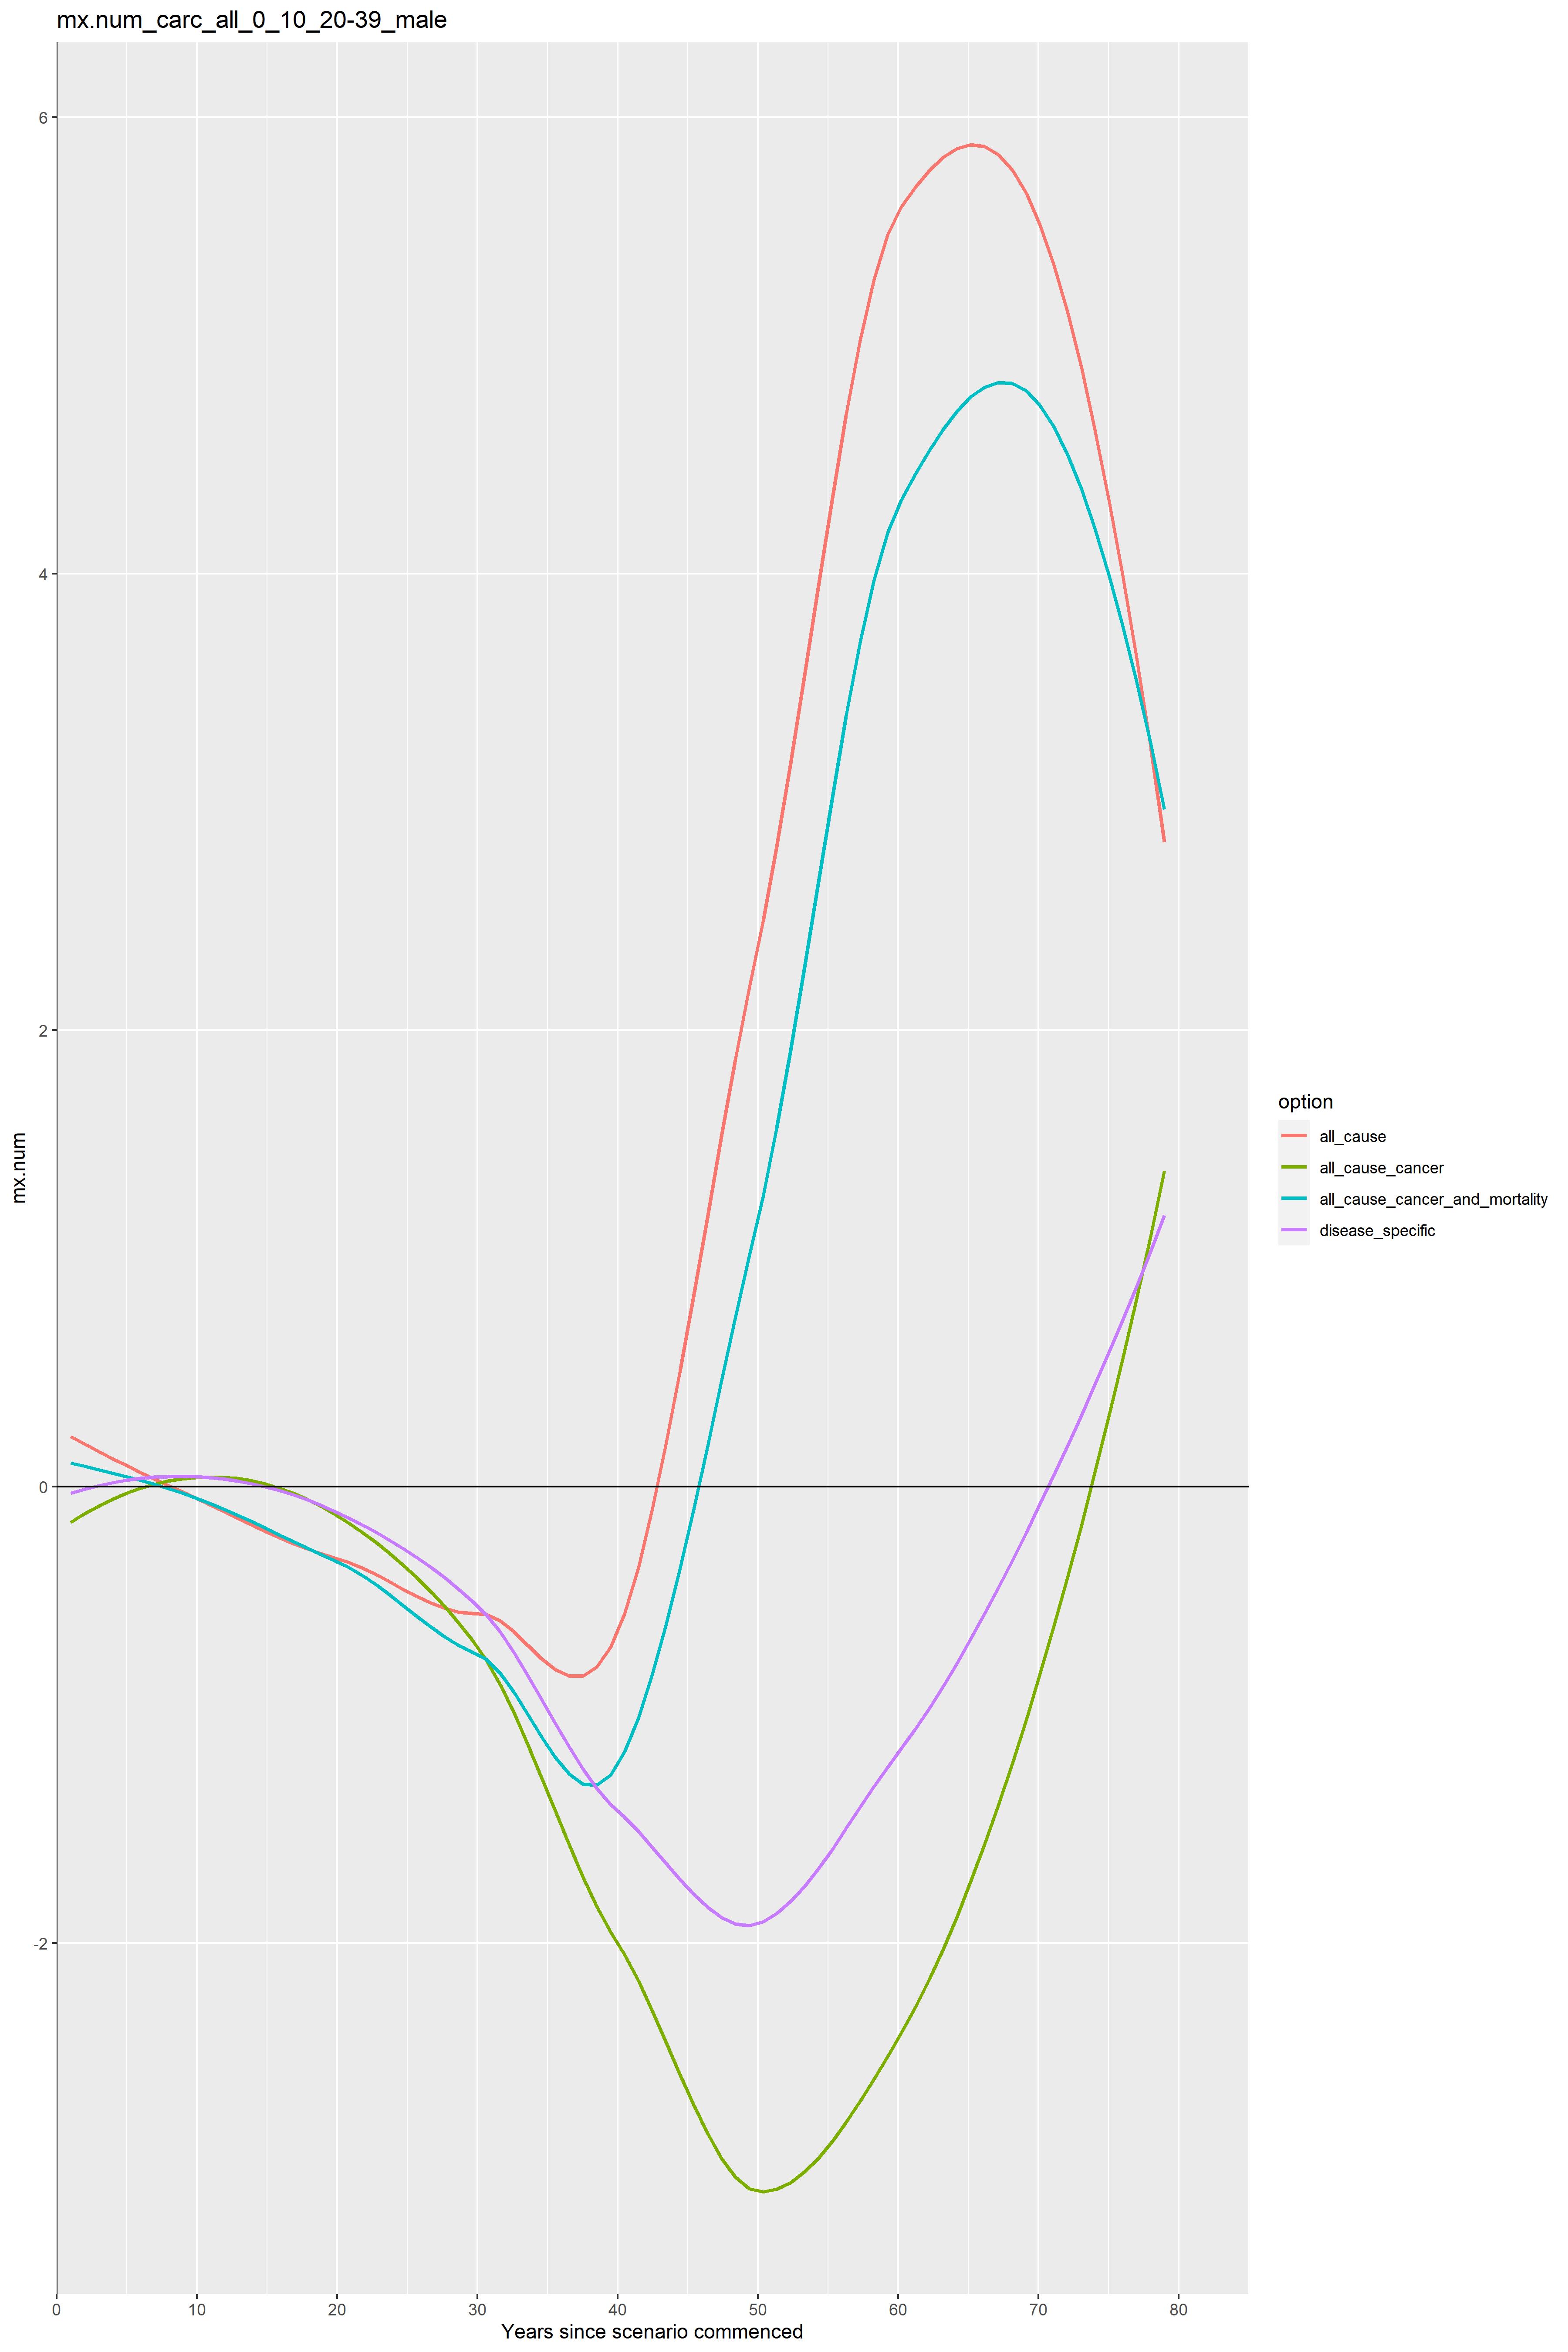 mx.num_carc_all_0_10_20-39_male
6
4
2
0
-2
mx.num
0 10 20 30 40 50 60 70 80
Years since scenario commenced
option
all_cause
all_cause_cancer
all_cause_cancer_and_mortality
disease_specific